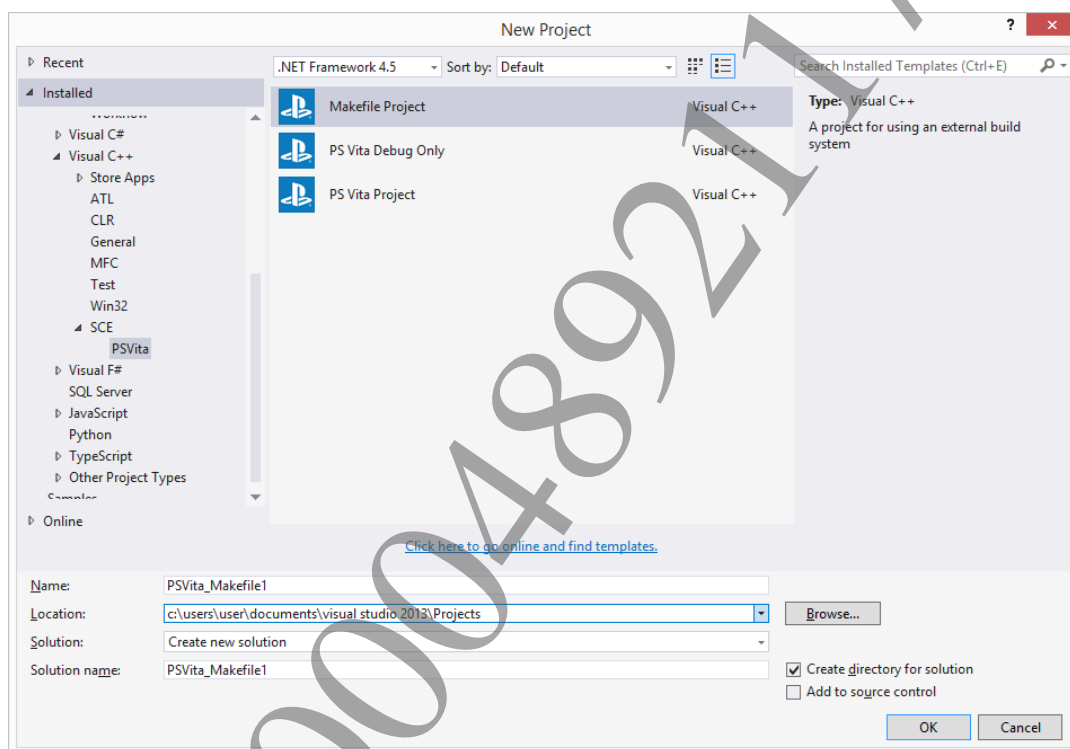 New Project
? ×
Recent
.NET Framework 4.5 Sort by: Default
Search Installed Templates (Ctrl+E)
Installed
Visual C#
Visual C++
Store Apps
ATL
CLR
General
MFC
Test
Win32
SCE
PSVita
Visual F#
SQL Server
JavaScript
Python
TypeScript
Other Project Types
Samples
Online
Makefile Project Visual C++
PS Vita Debug Only Visual C++
PS Vita Project Visual C++
Type: Visual C++
A project for using an external build
system
Click here to go online and find templates.
Name: PSVita_Makefile1
Location: c:\users\user\documents\visual studio 2013\Projects
Browse...
Solution: Create new solution
Solution name: PSVita_Makefile1
Create directory for solution
Add to source control
OK Cancel